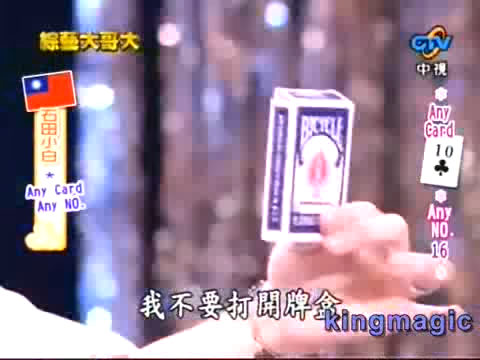 綜藝大哥大
CTV
中視
石田小白
Any Card
Any NO.
Any
Card
10
Any
NO.
16
BICYCLE
我不要打開牌盒
kingmagic